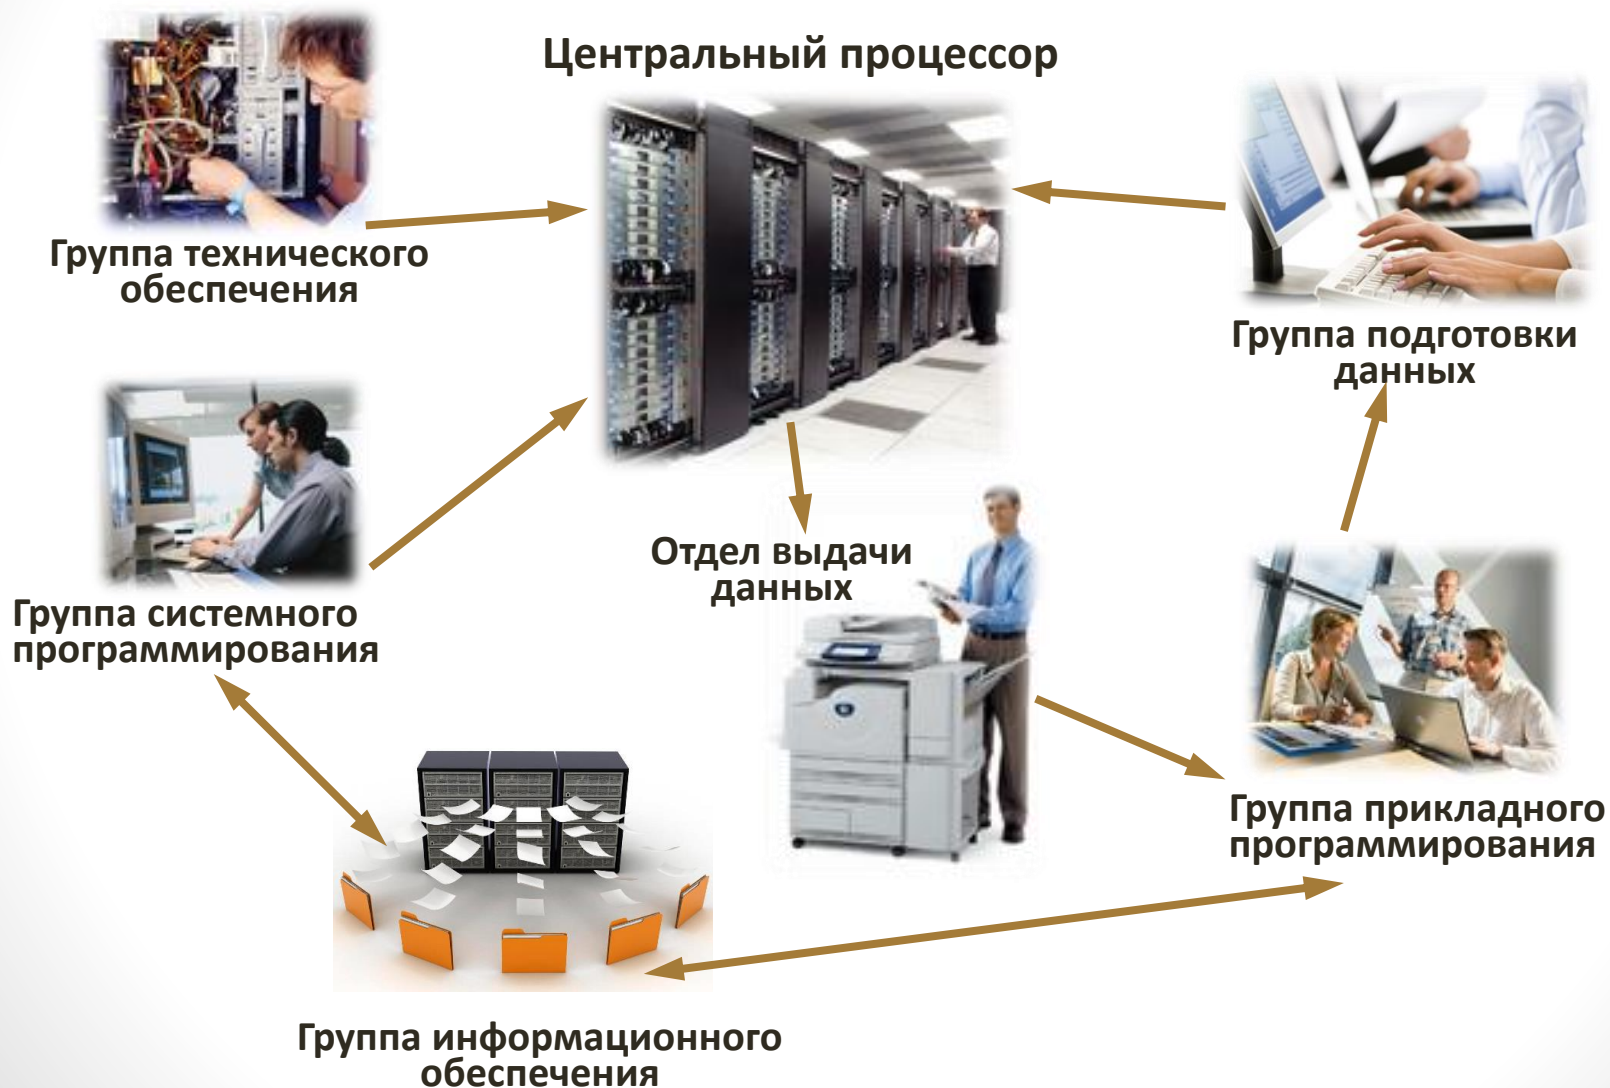 Центральный процессор
Группа технического
обеспечения
Группа подготовки
данных
Отдел выдачи
данных
Группа системного
программирования
Группа прикладного
программирования
Группа информационного
обеспечения